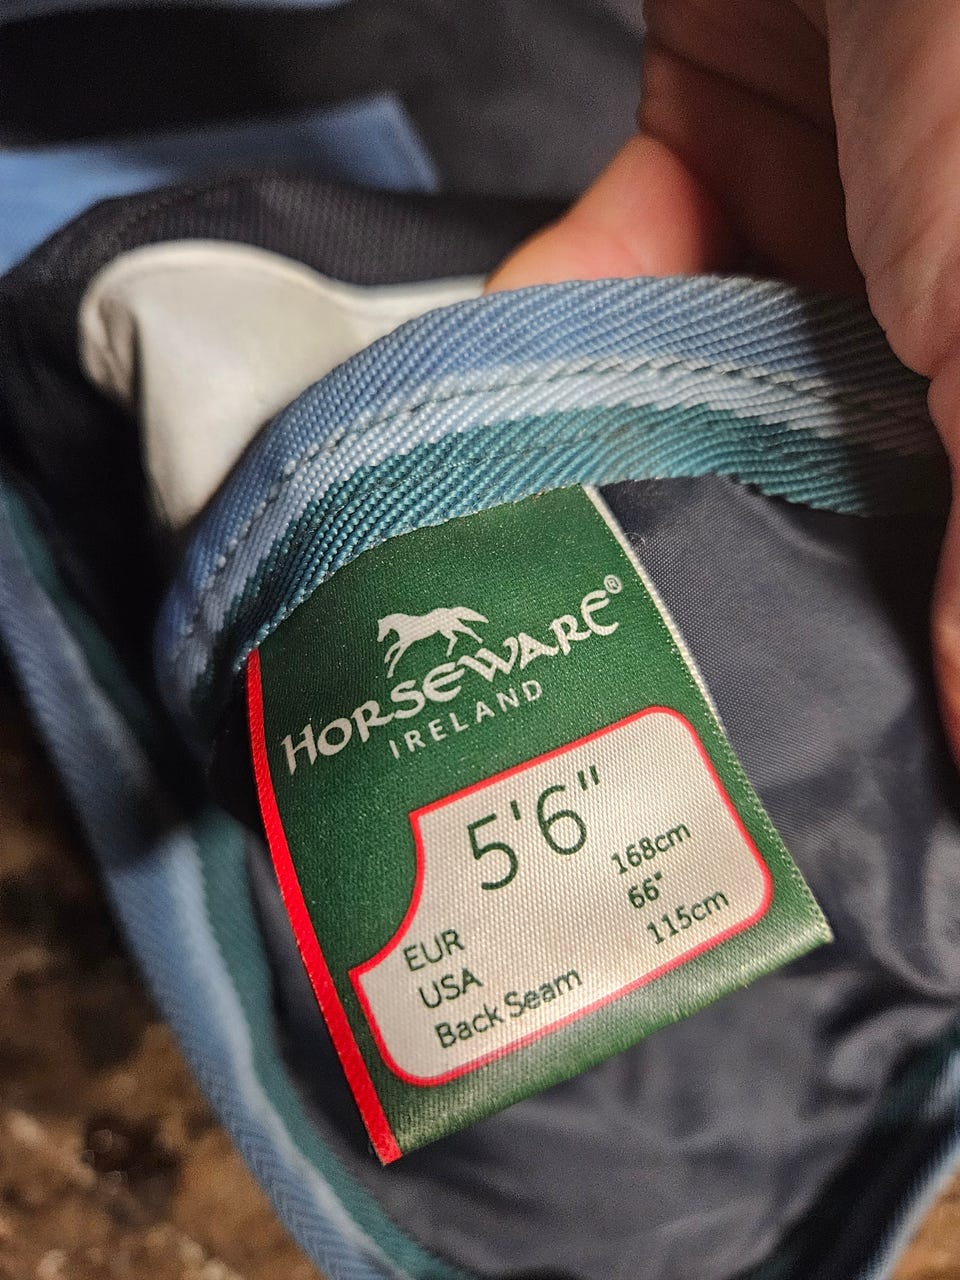 HORSEWARE®
IRELAND
5'6"
EUR 168cm
USA 66"
Back Seam 115cm